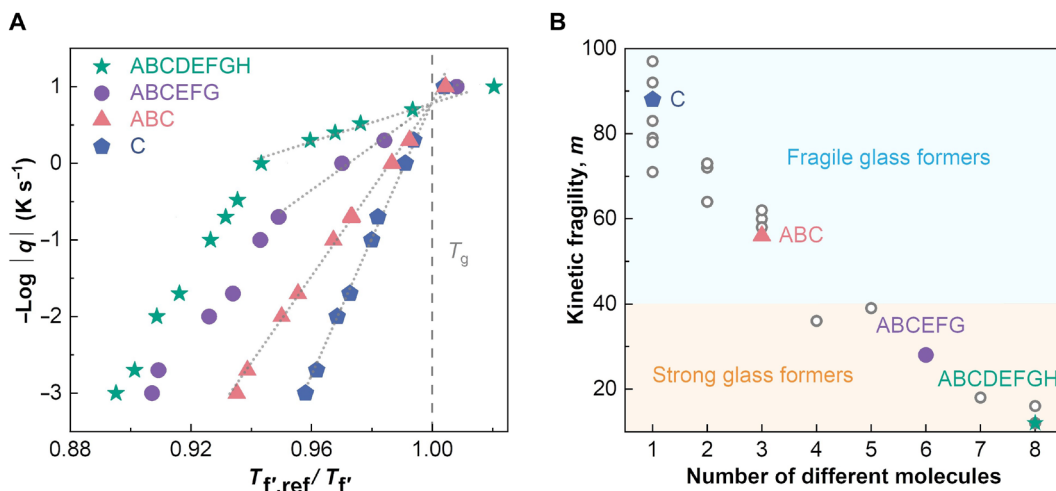 A
ABCDEFGH
ABCEFG
ABC
C
1
0
−1
−2
−3
−Log |q| (K s⁻¹)
Tg
0.88 0.92 0.96 1.00
Tf′,ref/Tf′
B
100
80
60
40
20
Kinetic fragility, m
C
Fragile glass formers
ABC
ABCEFG
Strong glass formers
ABCDEFGH
1 2 3 4 5 6 7 8
Number of different molecules